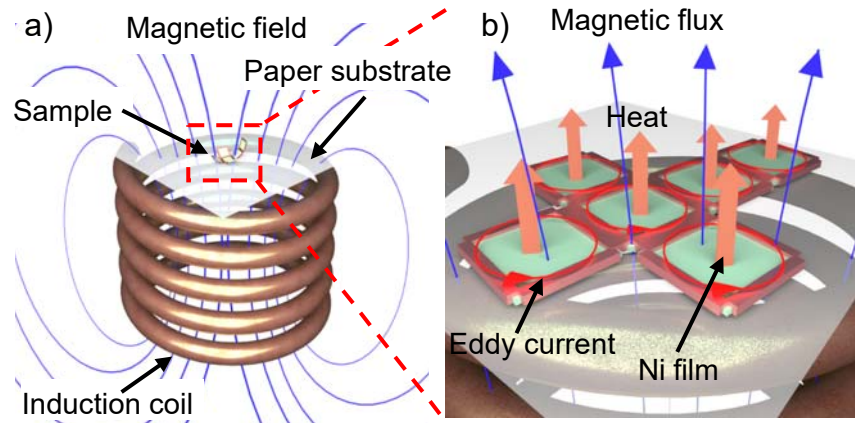 a)
Magnetic field
Paper substrate
Sample
Induction coil
b)
Magnetic flux
Heat
Eddy current
Ni film